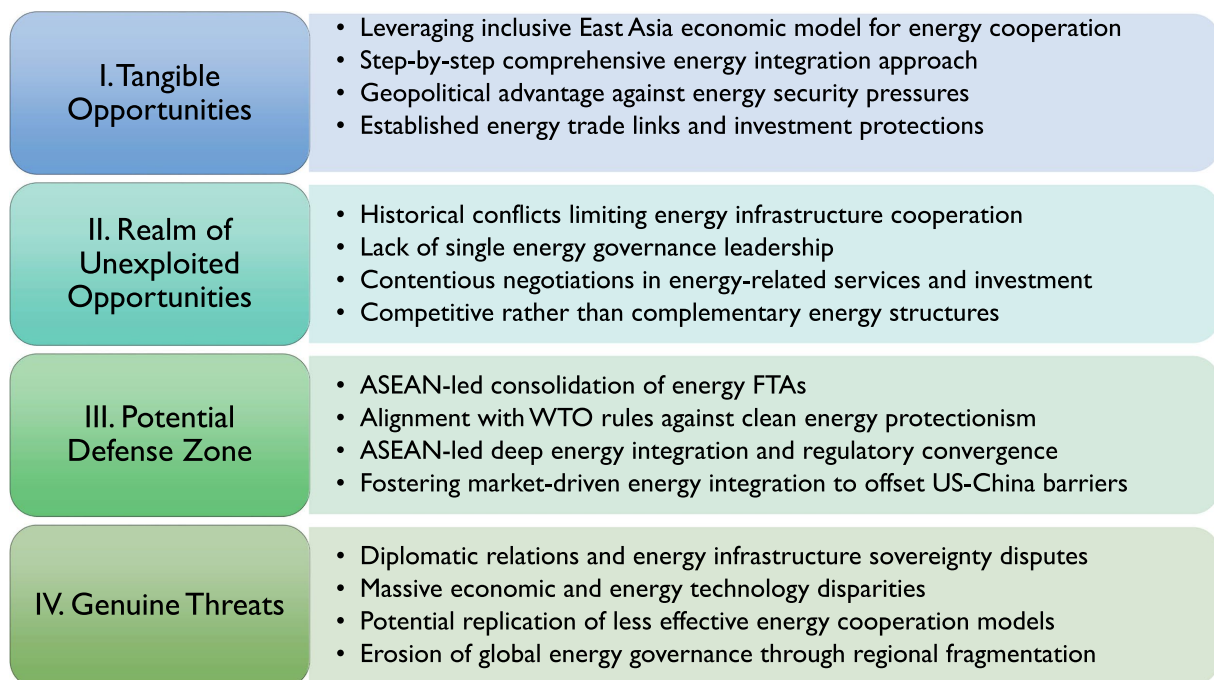 I. Tangible
Opportunities
• Leveraging inclusive East Asia economic model for energy cooperation
• Step-by-step comprehensive energy integration approach
• Geopolitical advantage against energy security pressures
• Established energy trade links and investment protections
II. Realm of
Unexploited
Opportunities
• Historical conflicts limiting energy infrastructure cooperation
• Lack of single energy governance leadership
• Contentious negotiations in energy-related services and investment
• Competitive rather than complementary energy structures
III. Potential
Defense Zone
• ASEAN-led consolidation of energy FTAs
• Alignment with WTO rules against clean energy protectionism
• ASEAN-led deep energy integration and regulatory convergence
• Fostering market-driven energy integration to offset US-China barriers
IV. Genuine Threats
• Diplomatic relations and energy infrastructure sovereignty disputes
• Massive economic and energy technology disparities
• Potential replication of less effective energy cooperation models
• Erosion of global energy governance through regional fragmentation